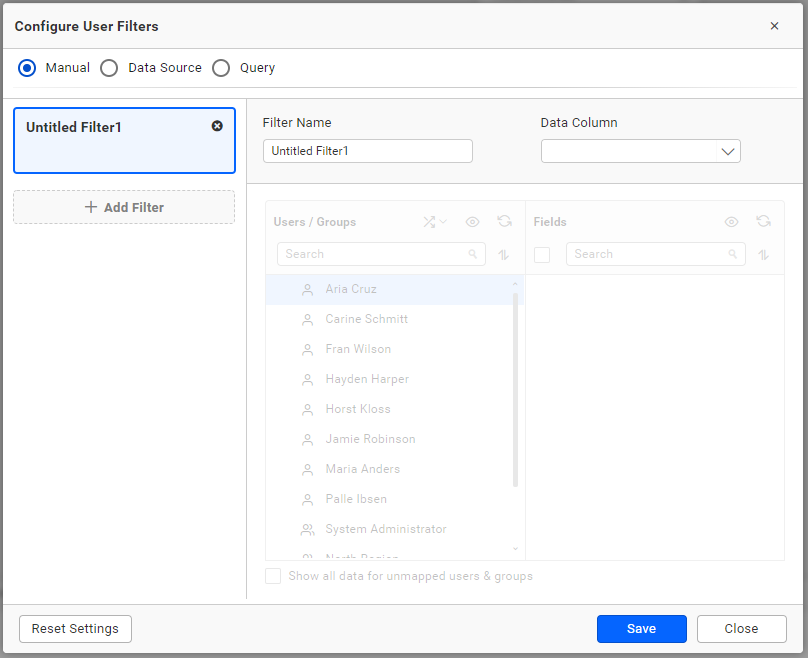 Configure User Filters
Manual Data Source Query
Untitled Filter1
Add Filter
Filter Name
Untitled Filter1
Data Column
Users / Groups
Search
Aria Cruz
Carine Schmitt
Fran Wilson
Hayden Harper
Horst Kloss
Jamie Robinson
Maria Anders
Palle Ibsen
System Administrator
North Region
Fields
Search
Show all data for unmapped users & groups
Reset Settings
Save
Close